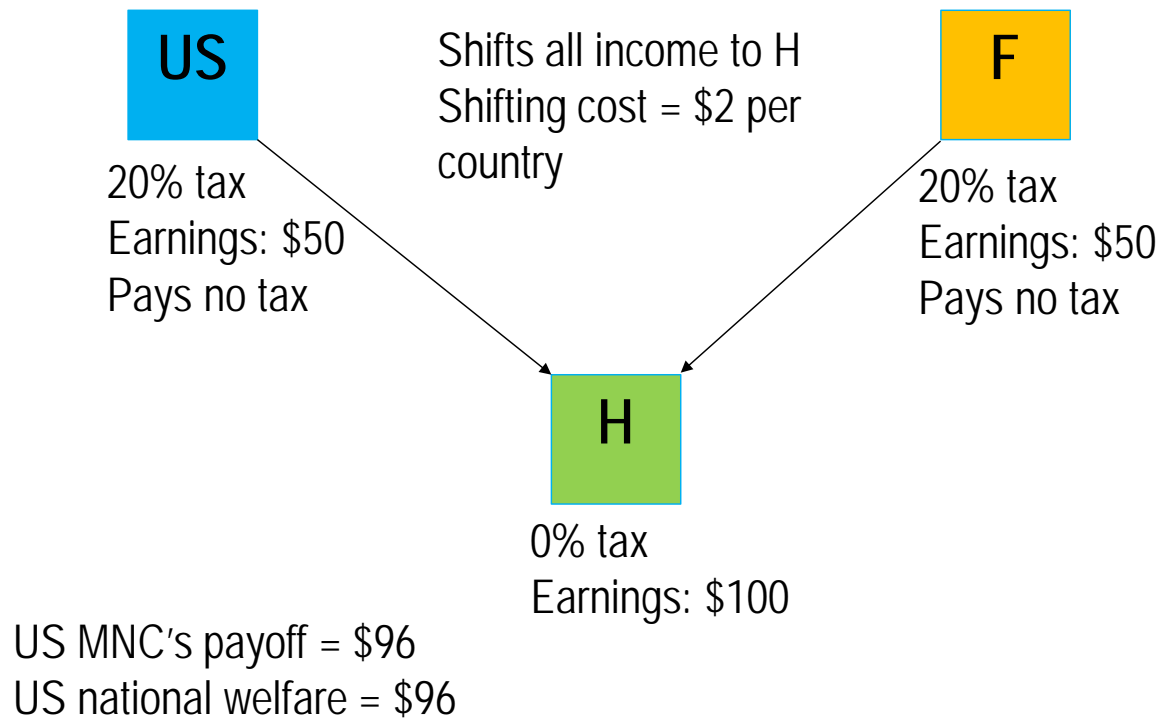 US
Shifts all income to H
Shifting cost = $2 per
country
F
20% tax
Earnings: $50
Pays no tax
20% tax
Earnings: $50
Pays no tax
H
0% tax
Earnings: $100
US MNC’s payoff = $96
US national welfare = $96